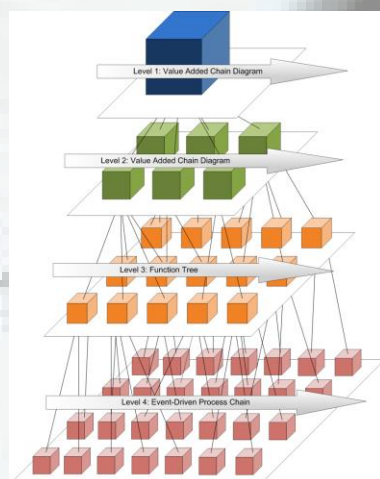 Level 1: Value Added Chain Diagram
Level 2: Value Added Chain Diagram
Level 3: Function Tree
Level 4: Event-Driven Process Chain